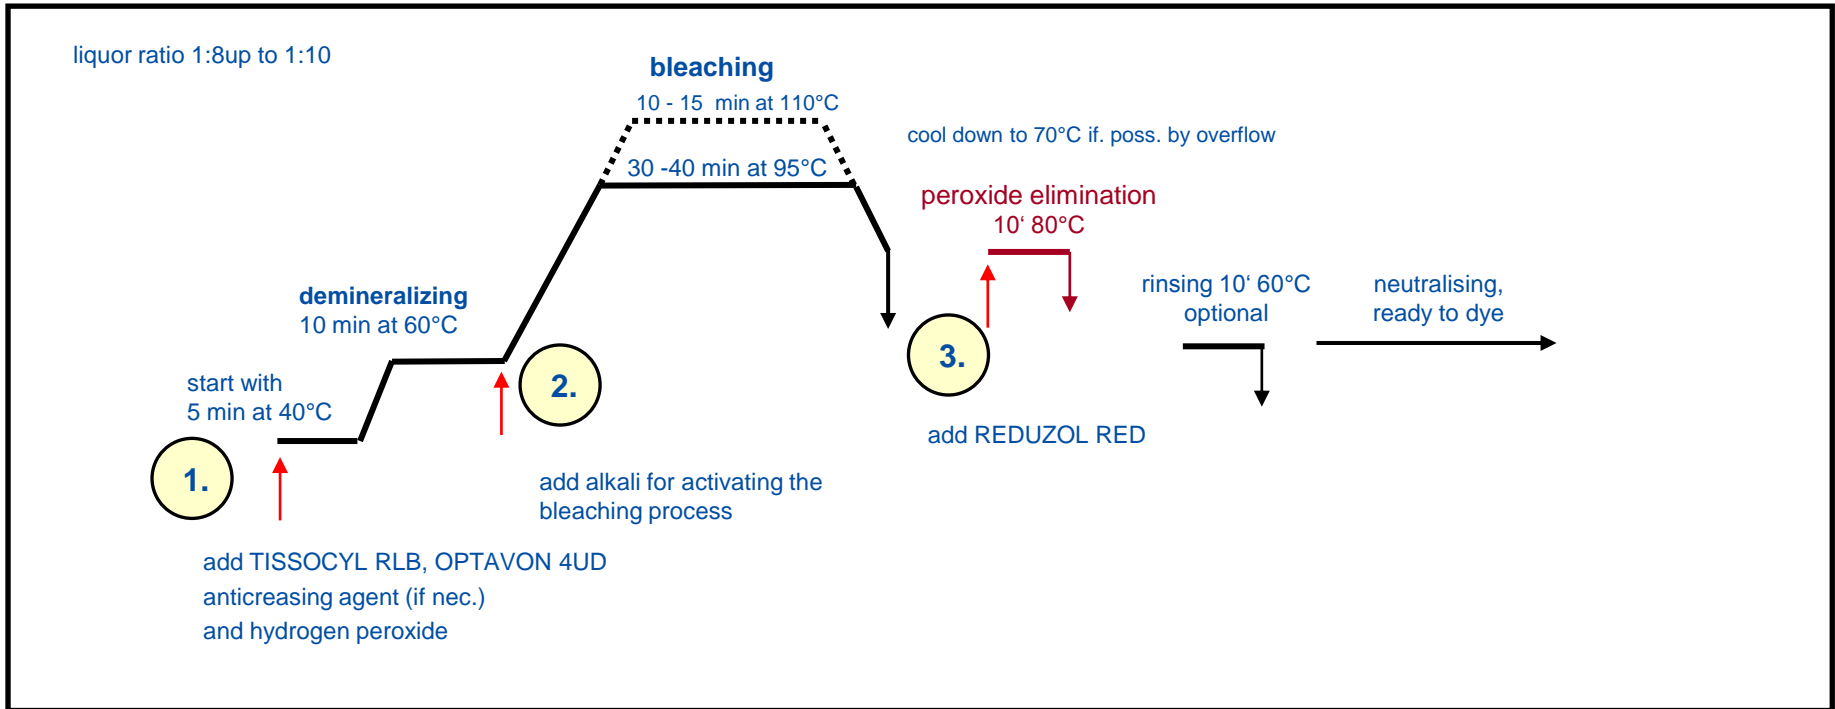 liquor ratio 1:8up to 1:10
bleaching
10 - 15  min at 110°C
30 -40 min at 95°C
cool down to 70°C if. poss. by overflow
peroxide elimination
10‘ 80°C
demineralizing
10 min at 60°C
rinsing 10‘ 60°C
optional
neutralising,
ready to dye
start with
5 min at 40°C
1.
2.
3.
add REDUZOL RED
add alkali for activating the
bleaching process
add TISSOCYL RLB, OPTAVON 4UD
anticreasing agent (if nec.)
and hydrogen peroxide